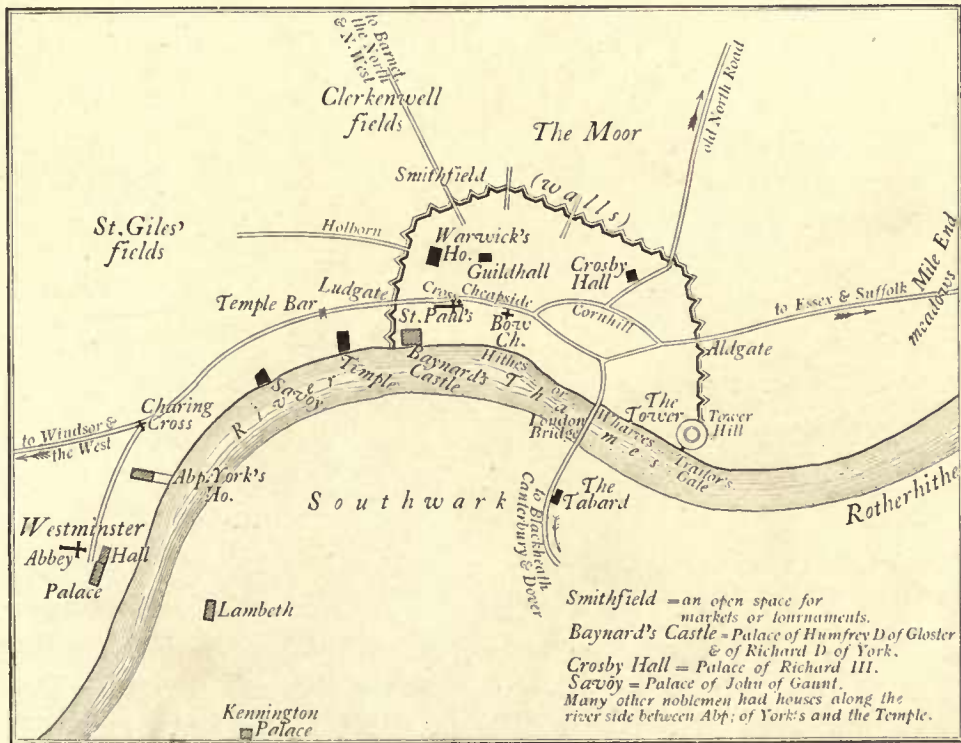 to Barnet,
the North
& N. West
Clerkenwell
fields
The Moor
old North Road
Smithfield
(walls)
St. Giles'
fields
Holborn
Warwick's
Ho.
Guildhall
Crosby
Hall
Mile End
meadows
Temple Bar
Ludgate
Cross
Cheapside
St. Paul's
Bow
Ch.
Cornhill
to Essex & Suffolk
Aldgate
Savoy
Temple
Baynard's
Castle
Hithes or Wharves
River Thames
London
Bridge
The
Tower
Tower
Hill
Traitor's
Gate
Charing
Cross
to Windsor &
the West
Abp. York's
Ho.
Southwark
The
Tabard
to Blackheath
Canterbury & Dover
Rotherhithe
Westminster
Abbey
Hall
Palace
Lambeth
Kennington
Palace
Smithfield = an open space for
markets or tournaments.
Baynard's Castle = Palace of Humfrey D of Gloster
& of Richard D of York.
Crosby Hall = Palace of Richard III.
Savoy = Palace of John of Gaunt.
Many other noblemen had houses along the
river side between Abp; of York's and the Temple.